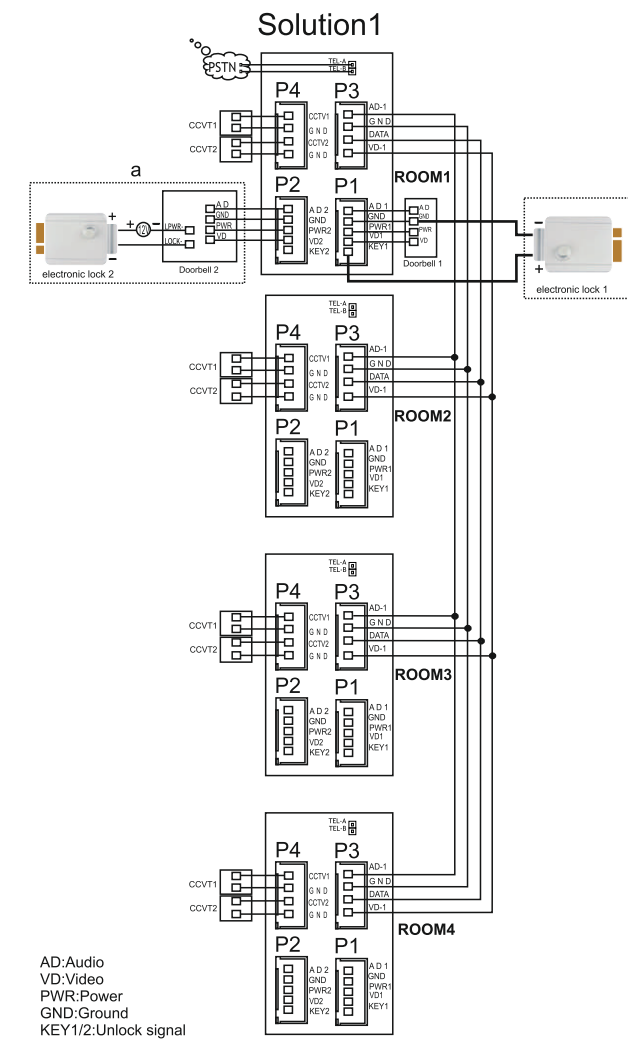 Solution1
PSTN
TEL-A
TEL-B
P4 P3
CCVT1
CCVT2
CCTV1
G N D
CCTV2
G N D
AD-1
G N D
DATA
VD-1
ROOM1
a
P2 P1
+ 12V −
+
−
electronic lock 2
LPWR
LOCK-
AD
GND
PWR
VD
Doorbell 2
A D 2
GND
PWR2
VD2
KEY2
A D 1
GND
PWR1
VD1
KEY1
A D
GND
PWR
VD
Doorbell 1
−
+
electronic lock 1
TEL-A
TEL-B
P4 P3
CCVT1
CCVT2
CCTV1
G N D
CCTV2
G N D
AD-1
G N D
DATA
VD-1
ROOM2
P2 P1
A D 2
GND
PWR2
VD2
KEY2
A D 1
GND
PWR1
VD1
KEY1
TEL-A
TEL-B
P4 P3
CCVT1
CCVT2
CCTV1
G N D
CCTV2
G N D
AD-1
G N D
DATA
VD-1
ROOM3
P2 P1
A D 2
GND
PWR2
VD2
KEY2
A D 1
GND
PWR1
VD1
KEY1
TEL-A
TEL-B
P4 P3
CCVT1
CCVT2
CCTV1
G N D
CCTV2
G N D
AD-1
G N D
DATA
VD-1
ROOM4
P2 P1
A D 2
GND
PWR2
VD2
KEY2
A D 1
GND
PWR1
VD1
KEY1
AD:Audio
VD:Video
PWR:Power
GND:Ground
KEY1/2:Unlock signal